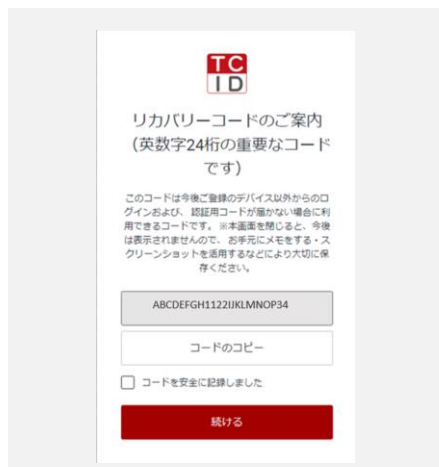 TC
ID
リカバリーコードのご案内
（英数字24桁の重要なコード
です）
このコードは今後ご登録のデバイス以外からのロ
グインおよび、認証用コードが届かない場合に利
用できるコードです。※本画面を閉じると、今後
は表示されませんので、お手元にメモをする・ス
クリーンショットを活用するなどにより大切に保
存ください。
ABCDEFGH1122IJKLMNOP34
コードのコピー
コードを安全に記録しました
続ける